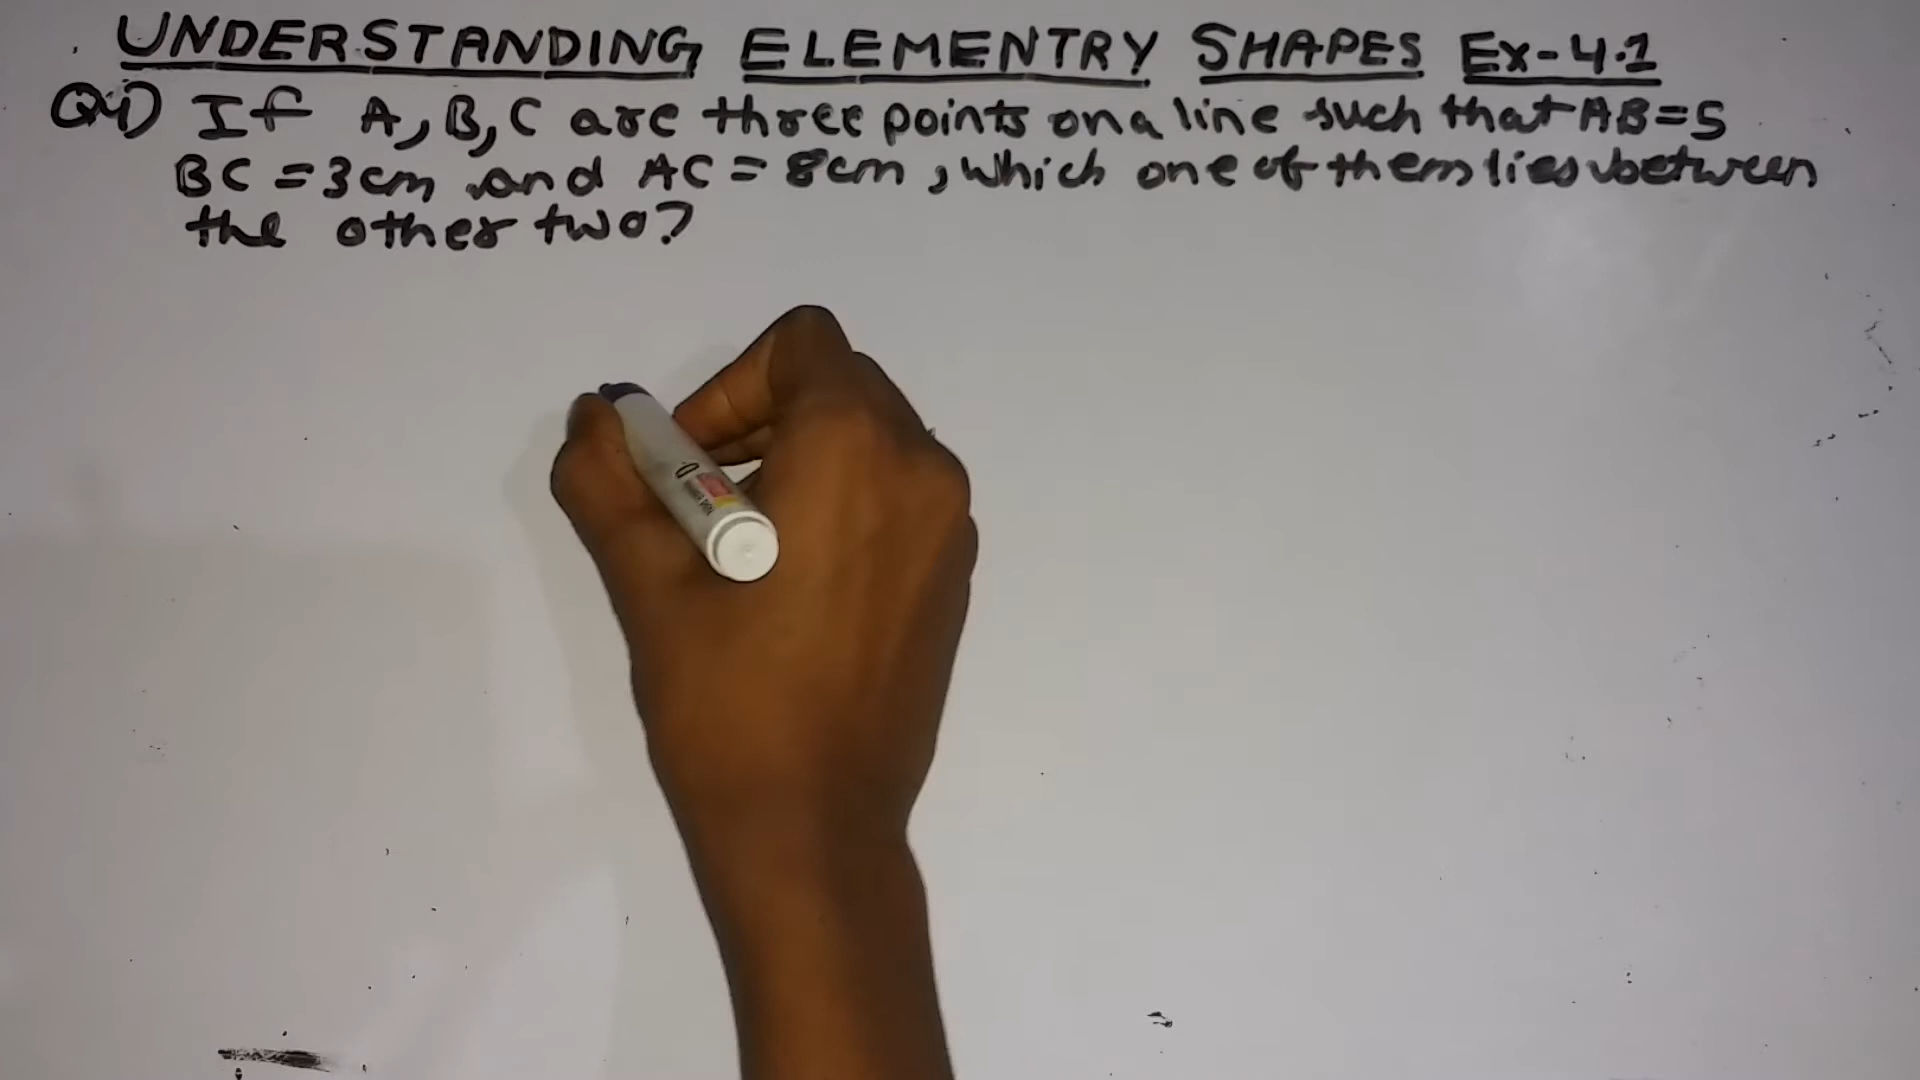 UNDERSTANDING ELEMENTRY SHAPES Ex-4.1
Q4) If A, B, C are three points on a line such that AB=5
BC=3cm and AC=8cm, which one of them lies between
the other two?